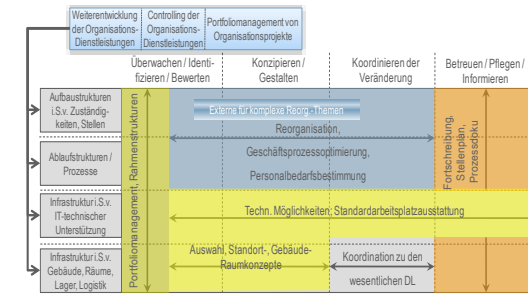 Weiterentwicklung
der Organisations-
Dienstleistungen
Controlling der
Organisations-
Dienstleistungen
Portfoliomanagement von
Organisationsprojekte
Überwachen / Identi-
fizieren / Bewerten
Konzipieren /
Gestalten
Koordinieren der
Veränderung
Betreuen / Pflegen /
Informieren
Aufbaustrukturen
i.S.v. Zuständig-
keiten, Stellen
Ablaufstrukturen /
Prozesse
Infrastruktur i.S.v.
IT-technischer
Unterstützung
Infrastruktur i.S.v.
Gebäude, Räume,
Lager, Logistik
Portfoliomanagement, Rahmenstrukturen
Externe für komplexe Reorg.-Themen
Reorganisation,
Geschäftsprozessoptimierung,
Personalbedarfsbestimmung
Fortschreibung,
Stellenplan,
Prozessdoku
Techn. Möglichkeiten, Standardarbeitsplatzausstattung
Auswahl, Standort-, Gebäude-
Raumkonzepte
Koordination zu den
wesentlichen DL